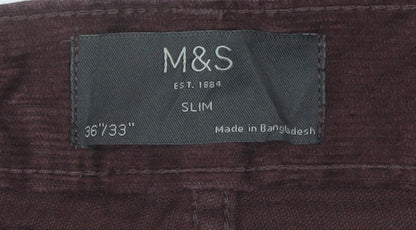 M&S
EST. 1884
SLIM
36"/33"
Made in Bangladesh